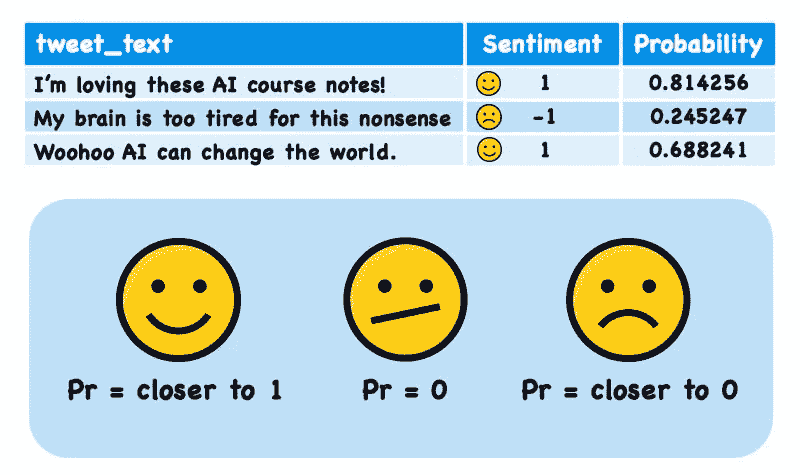 tweet_text Sentiment Probability
I'm loving these AI course notes! 1 0.814256
My brain is too tired for this nonsense -1 0.245247
Woohoo AI can change the world. 1 0.688241
Pr = closer to 1 Pr = 0 Pr = closer to 0